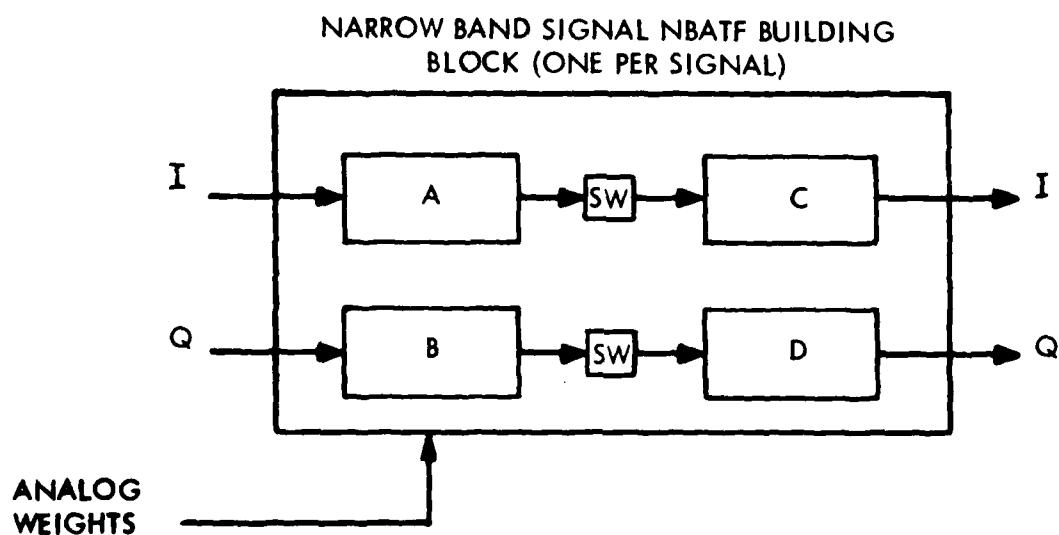 NARROW BAND SIGNAL NBATF BUILDING
BLOCK (ONE PER SIGNAL)
I
A
SW
C
I
Q
B
SW
D
Q
ANALOG
WEIGHTS